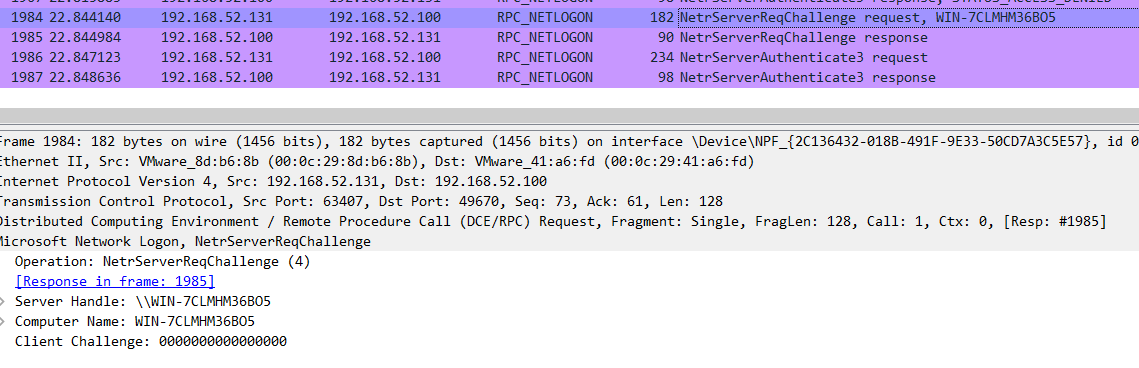 1984 22.844140 192.168.52.131 192.168.52.100 RPC_NETLOGON 182 NetrServerReqChallenge request, WIN-7CLMHM36BO5
1985 22.844984 192.168.52.100 192.168.52.131 RPC_NETLOGON 90 NetrServerReqChallenge response
1986 22.847123 192.168.52.131 192.168.52.100 RPC_NETLOGON 234 NetrServerAuthenticate3 request
1987 22.848636 192.168.52.100 192.168.52.131 RPC_NETLOGON 98 NetrServerAuthenticate3 response
Frame 1984: 182 bytes on wire (1456 bits), 182 bytes captured (1456 bits) on interface \Device\NPF_{2C136432-018B-491F-9E33-50CD7A3C5E57}, id 0
Ethernet II, Src: VMware_8d:b6:8b (00:0c:29:8d:b6:8b), Dst: VMware_41:a6:fd (00:0c:29:41:a6:fd)
Internet Protocol Version 4, Src: 192.168.52.131, Dst: 192.168.52.100
Transmission Control Protocol, Src Port: 63407, Dst Port: 49670, Seq: 73, Ack: 61, Len: 128
Distributed Computing Environment / Remote Procedure Call (DCE/RPC) Request, Fragment: Single, FragLen: 128, Call: 1, Ctx: 0, [Resp: #1985]
Microsoft Network Logon, NetrServerReqChallenge
Operation: NetrServerReqChallenge (4)
[Response in frame: 1985]
Server Handle: \\WIN-7CLMHM36BO5
Computer Name: WIN-7CLMHM36BO5
Client Challenge: 0000000000000000